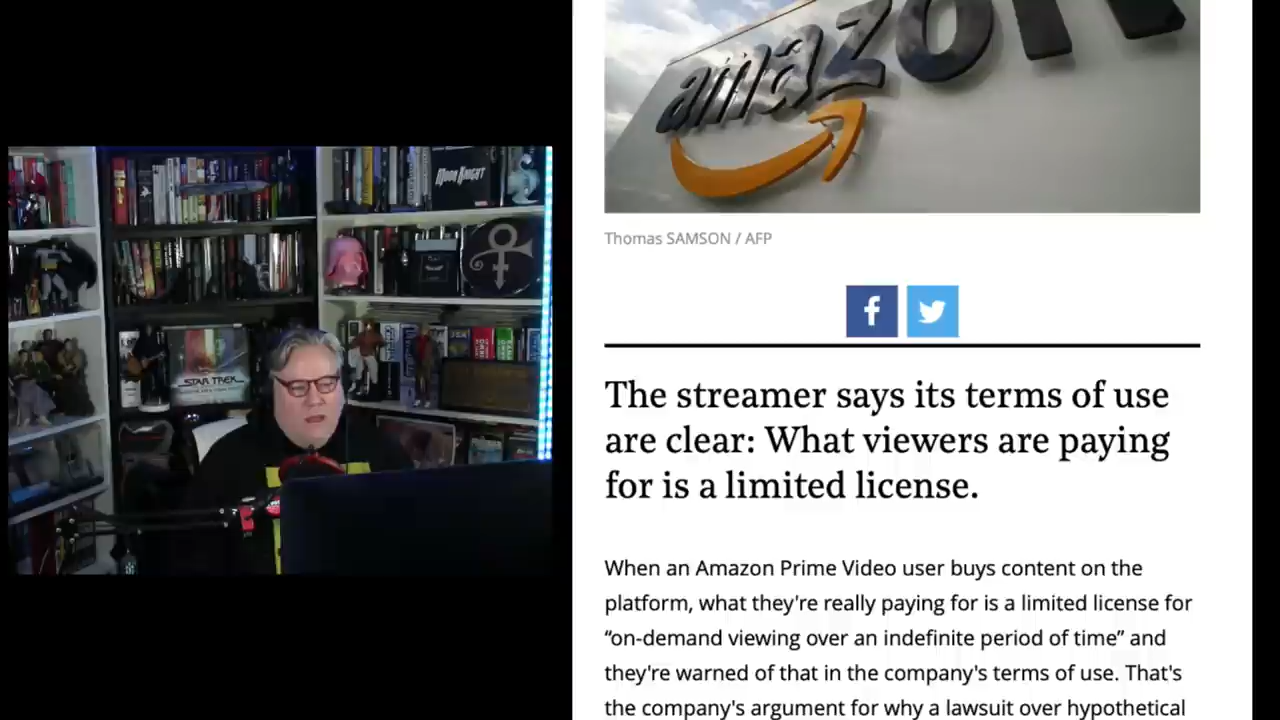 amazon
MOON KNIGHT
STAR TREK
Thomas SAMSON / AFP
The streamer says its terms of use
are clear: What viewers are paying
for is a limited license.
When an Amazon Prime Video user buys content on the
platform, what they're really paying for is a limited license for
“on-demand viewing over an indefinite period of time” and
they're warned of that in the company's terms of use. That's
the company's argument for why a lawsuit over hypothetical